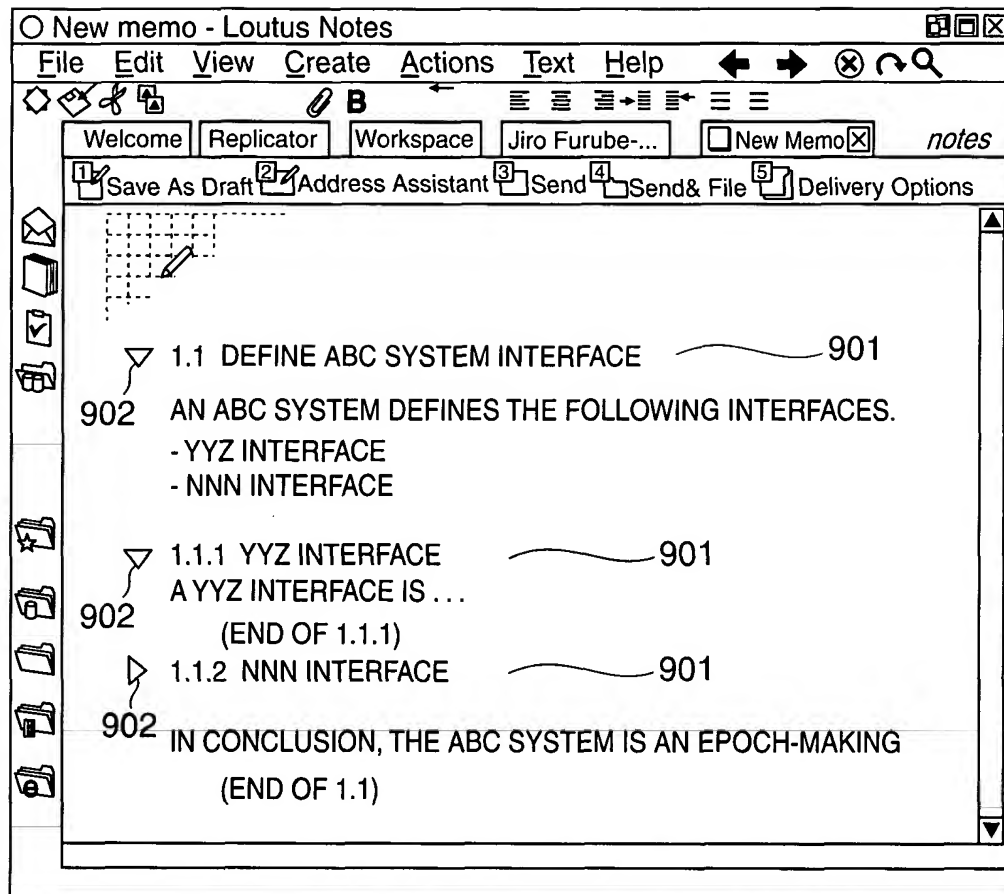 New memo - Loutus Notes
File Edit View Create Actions Text Help
B
Welcome Replicator Workspace Jiro Furube-... New Memo notes
1 Save As Draft 2 Address Assistant 3 Send 4 Send& File 5 Delivery Options
1.1 DEFINE ABC SYSTEM INTERFACE 901
902 AN ABC SYSTEM DEFINES THE FOLLOWING INTERFACES.
- YYZ INTERFACE
- NNN INTERFACE
1.1.1 YYZ INTERFACE 901
902 A YYZ INTERFACE IS ...
(END OF 1.1.1)
1.1.2 NNN INTERFACE 901
902
IN CONCLUSION, THE ABC SYSTEM IS AN EPOCH-MAKING
(END OF 1.1)